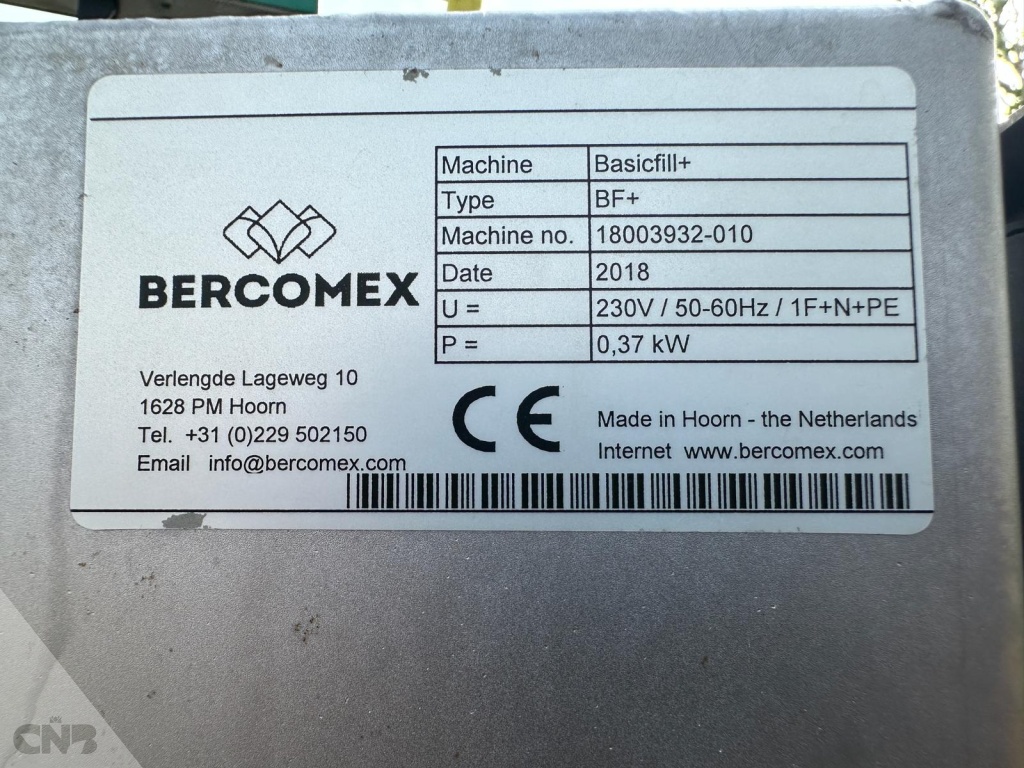 BERCOMEX
Machine Basicfill+
Type BF+
Machine no. 18003932-010
Date 2018
U = 230V / 50-60Hz / 1F+N+PE
P = 0,37 kW
Verlengde Lageweg 10
1628 PM Hoorn
Tel. +31 (0)229 502150
Email info@bercomex.com
CE
Made in Hoorn - the Netherlands
Internet www.bercomex.com
CNB